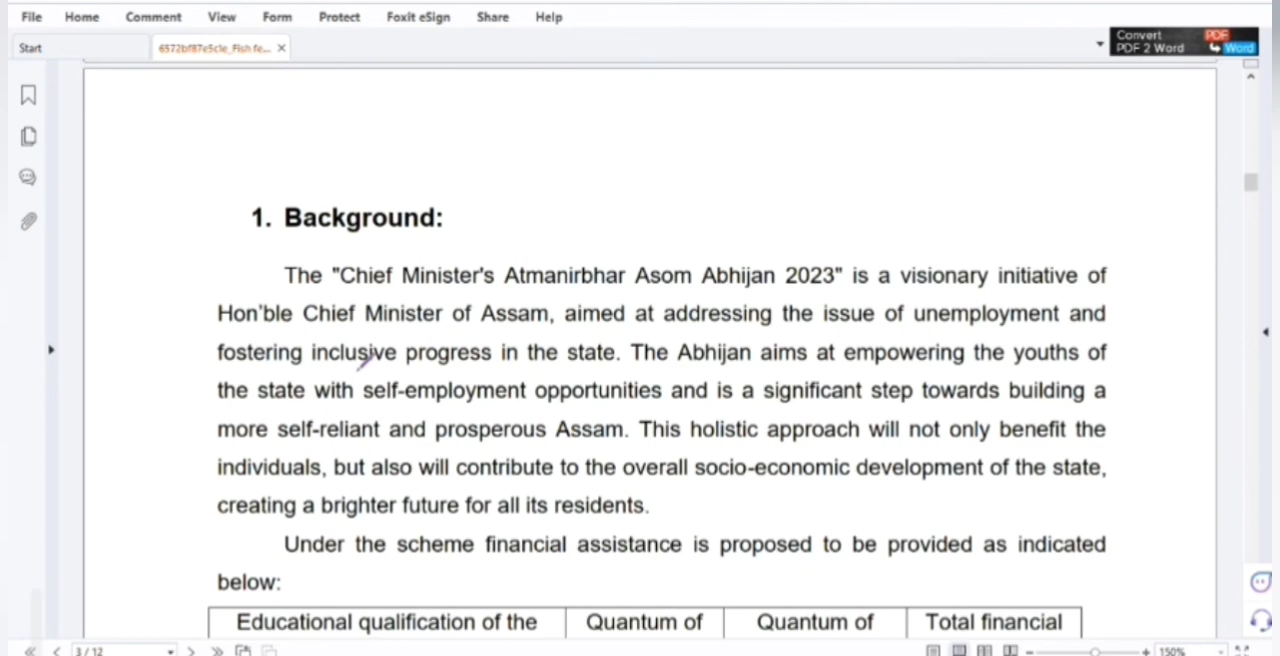 File Home Comment View Form Protect Foxit eSign Share Help
Start 6572bf87e5c1e_Fish fe... Convert PDF
PDF 2 Word Word
1. Background:
The "Chief Minister's Atmanirbhar Asom Abhijan 2023" is a visionary initiative of
Hon'ble Chief Minister of Assam, aimed at addressing the issue of unemployment and
fostering inclusive progress in the state. The Abhijan aims at empowering the youths of
the state with self-employment opportunities and is a significant step towards building a
more self-reliant and prosperous Assam. This holistic approach will not only benefit the
individuals, but also will contribute to the overall socio-economic development of the state,
creating a brighter future for all its residents.
Under the scheme financial assistance is proposed to be provided as indicated
below:
Educational qualification of the Quantum of Quantum of Total financial
3 / 12 150%